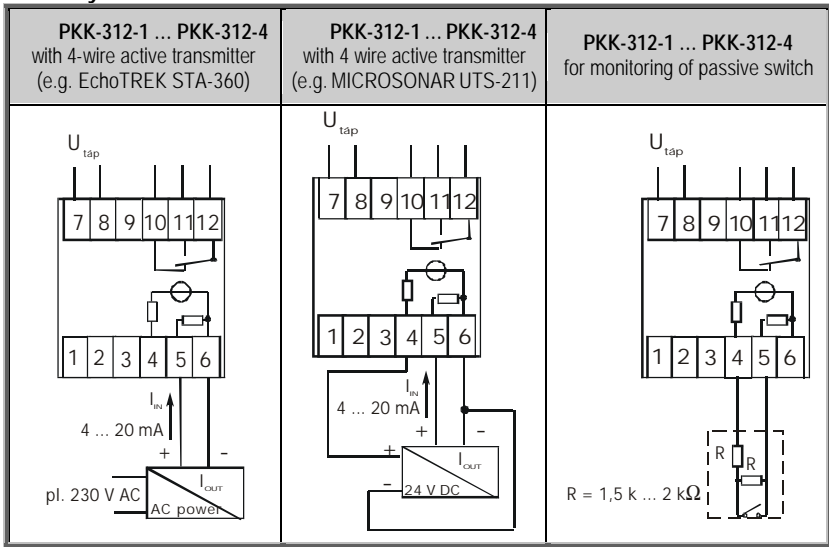 PKK-312-1 ... PKK-312-4
with 4-wire active transmitter
(e.g. EchoTREK STA-360)
PKK-312-1 ... PKK-312-4
with 4 wire active transmitter
(e.g. MICROSONAR UTS-211)
PKK-312-1 ... PKK-312-4
for monitoring of passive switch
U táp
7 8 9 10 11 12
1 2 3 4 5 6
I IN
4 ... 20 mA
+ -
I OUT
pl. 230 V AC
AC power
U táp
7 8 9 10 11 12
1 2 3 4 5 6
I IN
4 ... 20 mA
+ -
+
I OUT
- 24 V DC
U táp
7 8 9 10 11 12
1 2 3 4 5 6
R
R
R = 1,5 k ... 2 kΩ